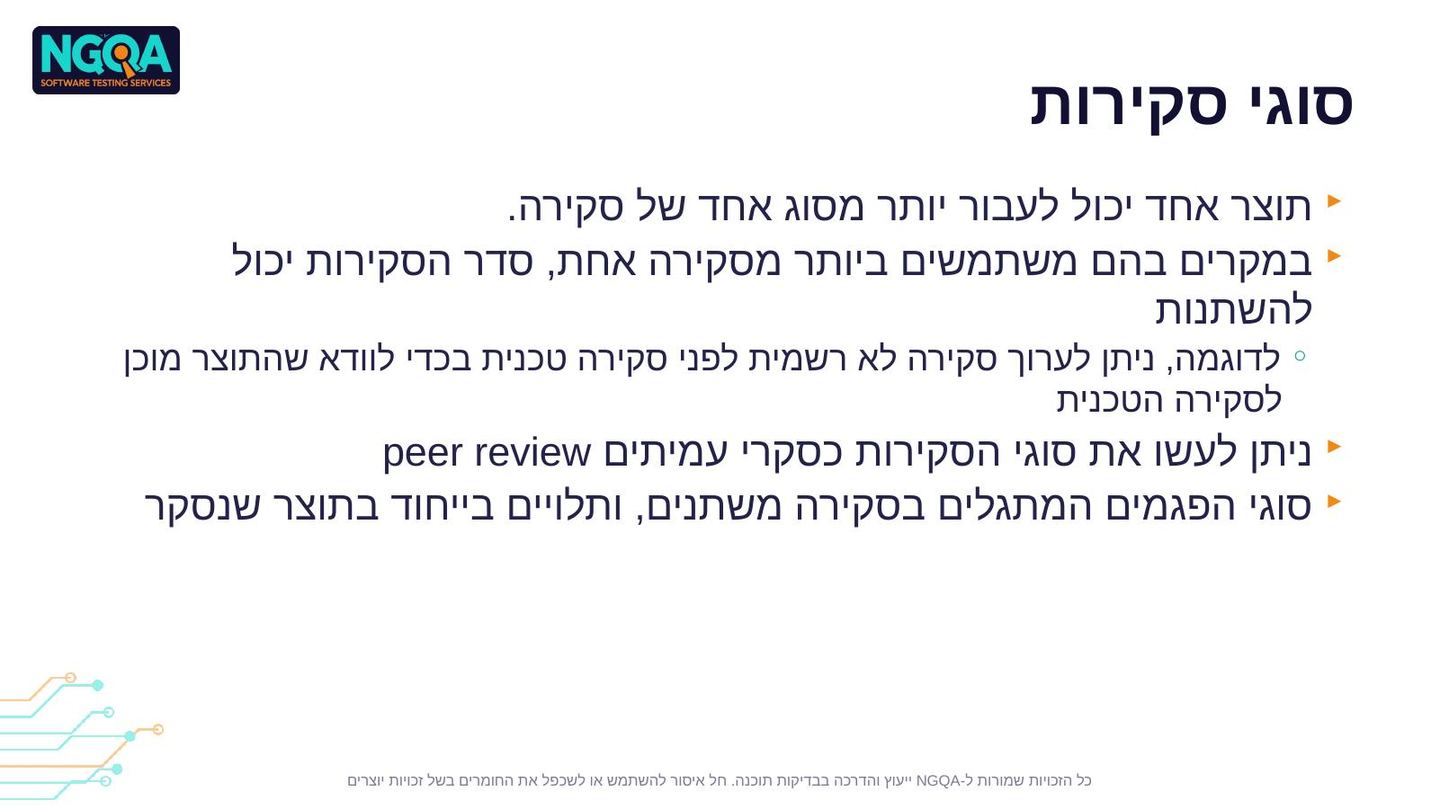 NGQA
SOFTWARE TESTING SERVICES
סוגי סקירות
תוצר אחד יכול לעבור יותר מסוג אחד של סקירה.
במקרים בהם משתמשים ביותר מסקירה אחת, סדר הסקירות יכול
להשתנות
לדוגמה, ניתן לערוך סקירה לא רשמית לפני סקירה טכנית בכדי לוודא שהתוצר מוכן
לסקירה הטכנית
ניתן לעשו את סוגי הסקירות כסקרי עמיתים peer review
סוגי הפגמים המתגלים בסקירה משתנים, ותלויים בייחוד בתוצר שנסקר
כל הזכויות שמורות ל-NGQA ייעוץ והדרכה בבדיקות תוכנה. חל איסור להשתמש או לשכפל את החומרים בשל זכויות יוצרים